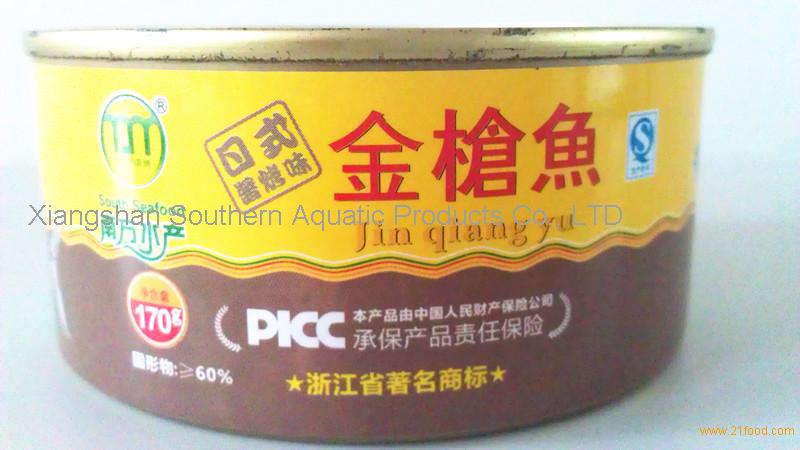 ®
日式
醬烤味
金槍魚
South Seafood
南方水产
Jin qiang yu
Xiangshan Southern Aquatic Products Co.,LTD
净含量
170g
固形物:≥60%
PICC
本产品由中国人民财产保险公司
承保产品责任保险
★浙江省著名商标★
www.21food.com